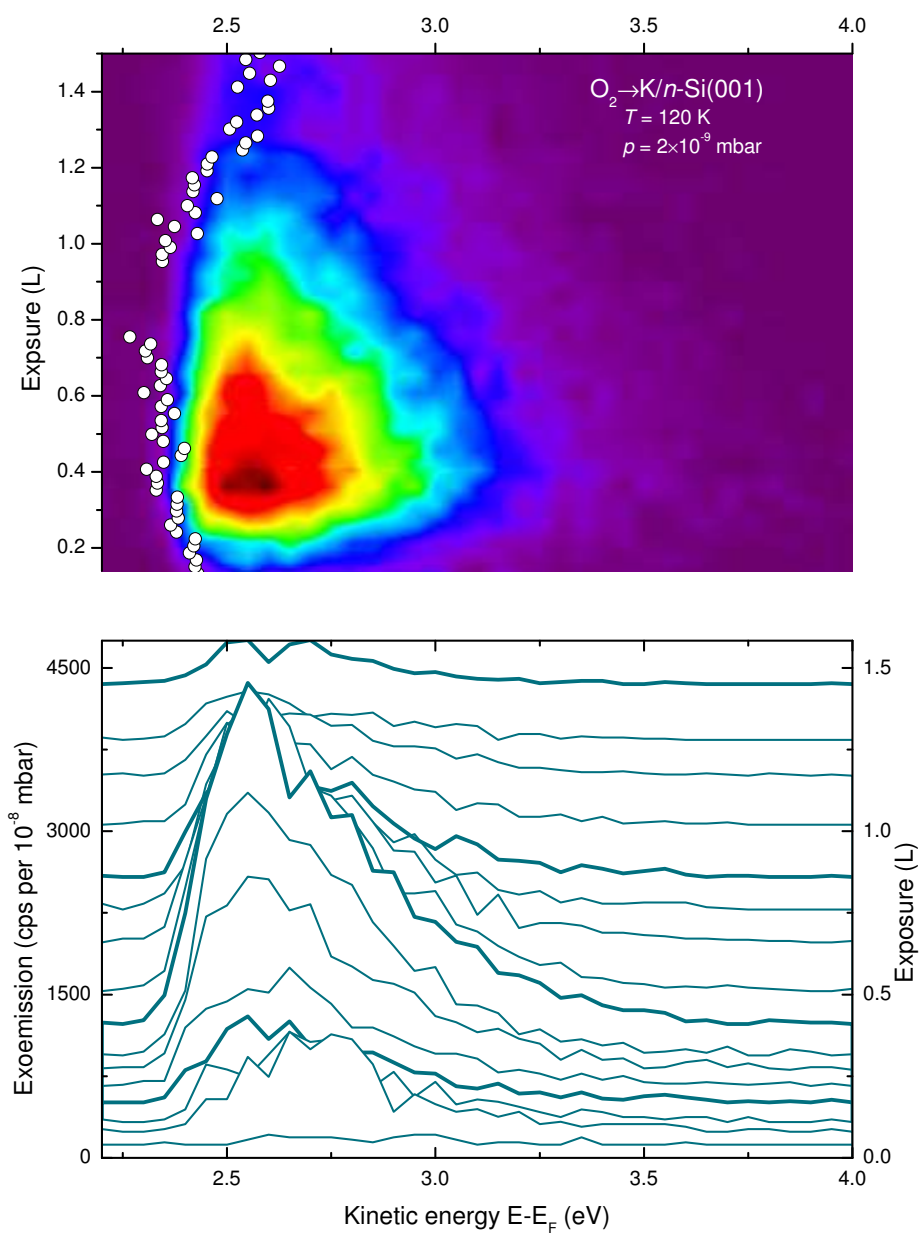 2.5 3.0 3.5 4.0
O₂→K/n-Si(001)
T = 120 K
p = 2×10⁻⁹ mbar
Expsure (L)
1.4
1.2
1.0
0.8
0.6
0.4
0.2
Exoemission (cps per 10⁻⁸ mbar)
4500
3000
1500
0
1.5
1.0
0.5
0.0
Exposure (L)
2.5 3.0 3.5 4.0
Kinetic energy E-E_F (eV)